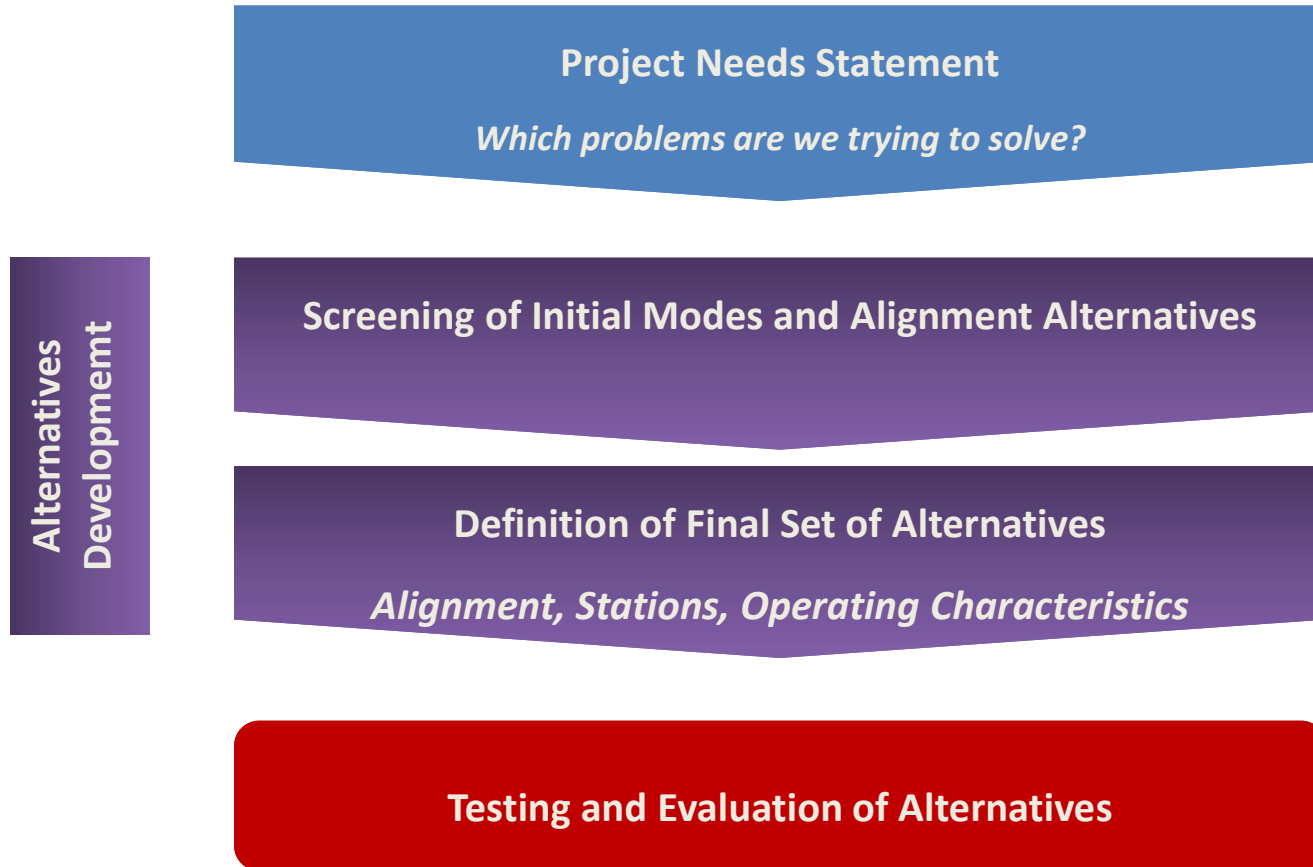 Project Needs Statement
Which problems are we trying to solve?
Alternatives
Developmemt
Screening of Initial Modes and Alignment Alternatives
Definition of Final Set of Alternatives
Alignment, Stations, Operating Characteristics
Testing and Evaluation of Alternatives